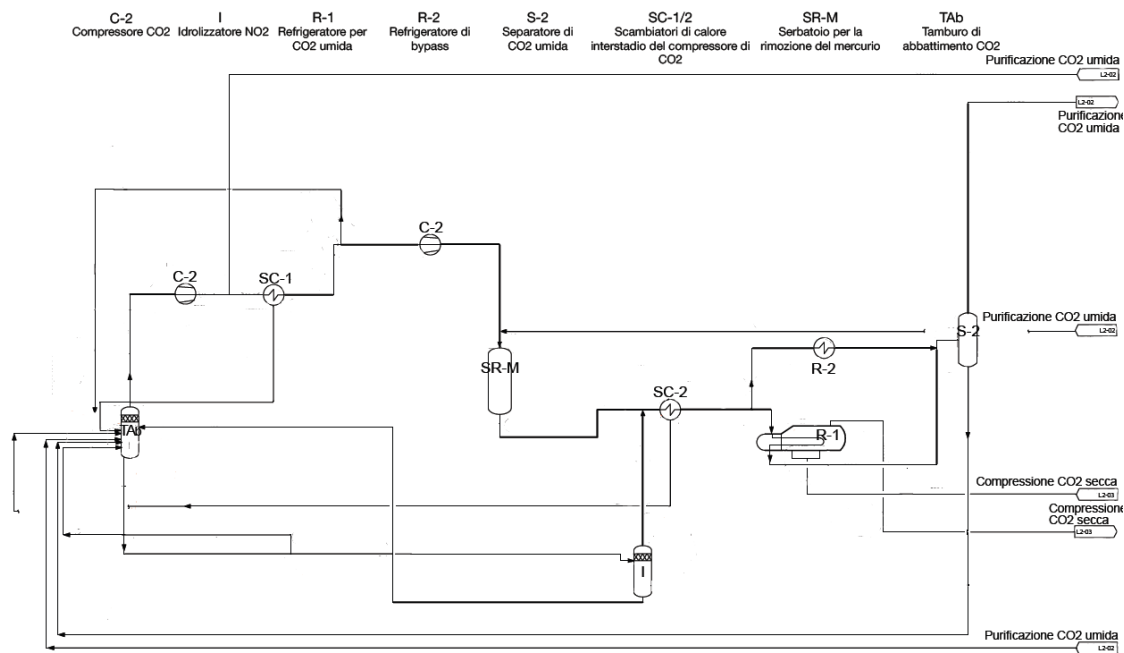 C-2 I R-1 R-2 S-2 SC-1/2 SR-M TAb
Compressore CO2 Idrolizzatore NO2 Refrigeratore per Refrigeratore di Separatore di Scambiatori di calore Serbatoio per la Tamburo di
CO2 umida bypass CO2 umida interstadio del compressore di rimozione del mercurio abbattimento CO2
CO2
Purificazione CO2 umida
L2-02
L2-02
Purificazione
CO2 umida
C-2
C-2
SC-1
Purificazione CO2 umida
L2-02
S-2
SR-M
R-2
SC-2
TAb
R-1
Compressione CO2 secca
L2-03
Compressione
CO2 secca
L2-03
I
Purificazione CO2 umida
L2-02